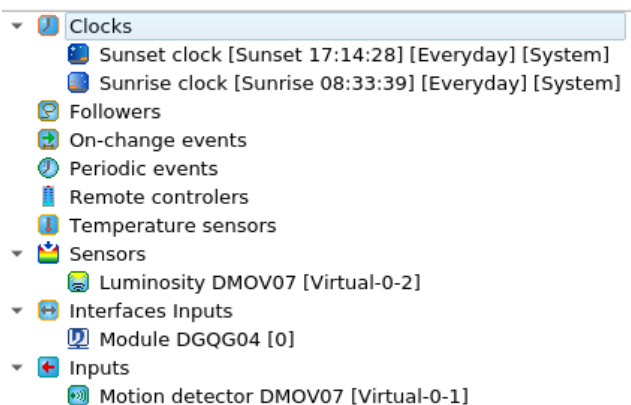 Clocks
Sunset clock [Sunset 17:14:28] [Everyday] [System]
Sunrise clock [Sunrise 08:33:39] [Everyday] [System]
Followers
On-change events
Periodic events
Remote controlers
Temperature sensors
Sensors
Luminosity DMOV07 [Virtual-0-2]
Interfaces Inputs
Module DGQG04 [0]
Inputs
Motion detector DMOV07 [Virtual-0-1]